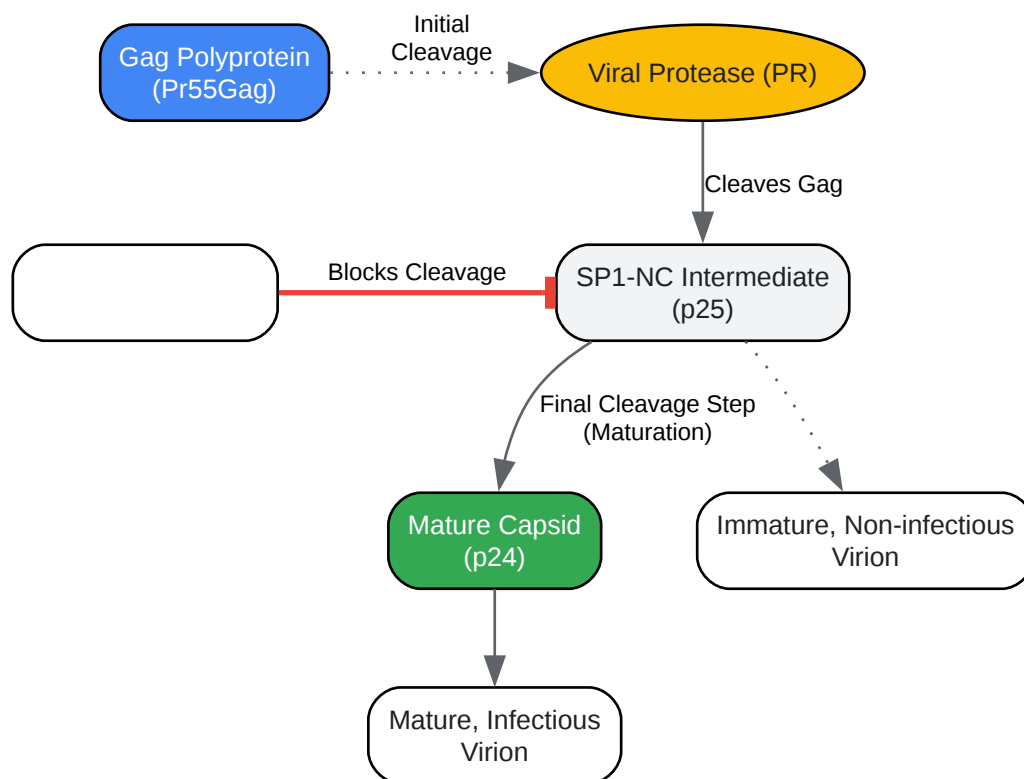 Initial
Cleavage
Gag Polyprotein
(Pr55Gag)
Viral Protease (PR)
Cleaves Gag
Blocks Cleavage
SP1-NC Intermediate
(p25)
Final Cleavage Step
(Maturation)
Mature Capsid
(p24)
Immature, Non-infectious
Virion
Mature, Infectious
Virion